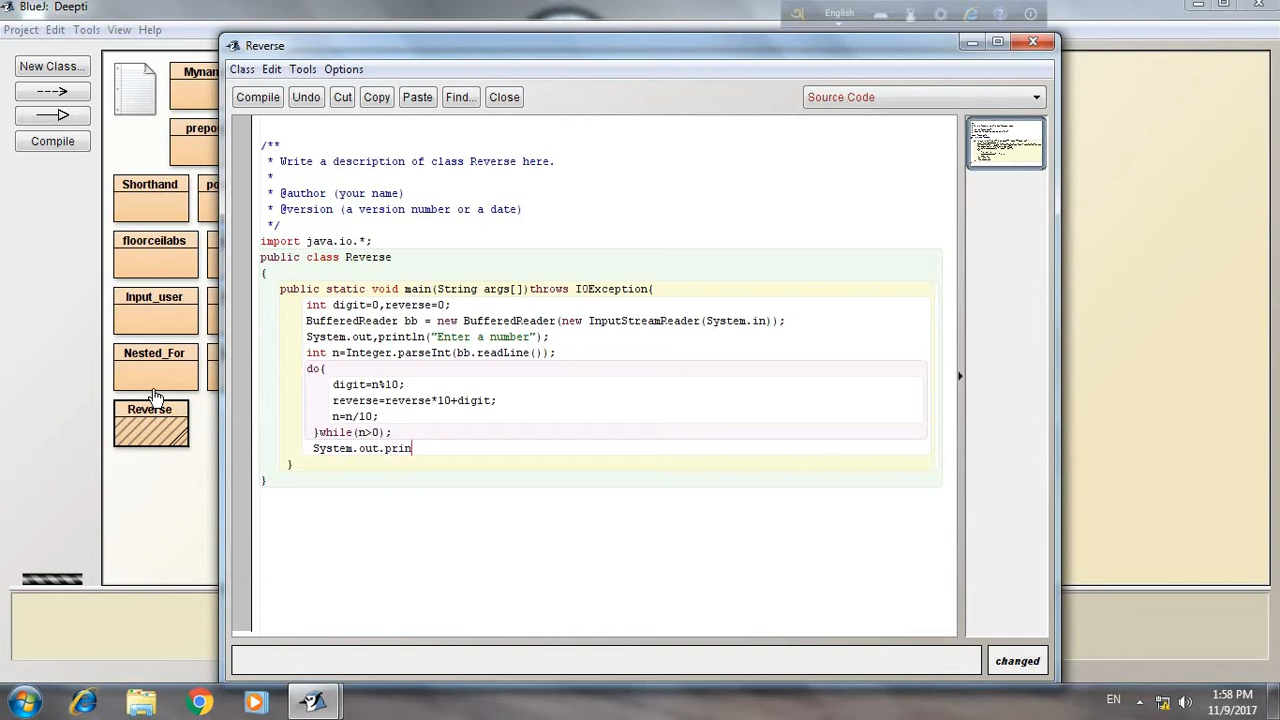 BlueJ: Deepti
Project Edit Tools View Help
New Class...
Compile
Mynan
prepo
Shorthand
po
floorceilabs
Input_user
Nested_For
Reverse
English
Reverse
Class Edit Tools Options
Compile Undo Cut Copy Paste Find... Close Source Code
/**
* Write a description of class Reverse here.
*
* @author (your name)
* @version (a version number or a date)
*/
import java.io.*;
public class Reverse
{
public static void main(String args[])throws IOException{
int digit=0,reverse=0;
BufferedReader bb = new BufferedReader(new InputStreamReader(System.in));
System.out,println("Enter a number");
int n=Integer.parseInt(bb.readLine());
do{
digit=n%10;
reverse=reverse*10+digit;
n=n/10;
}while(n>0);
System.out.prin
}
}
changed
EN
1:58 PM
11/9/2017